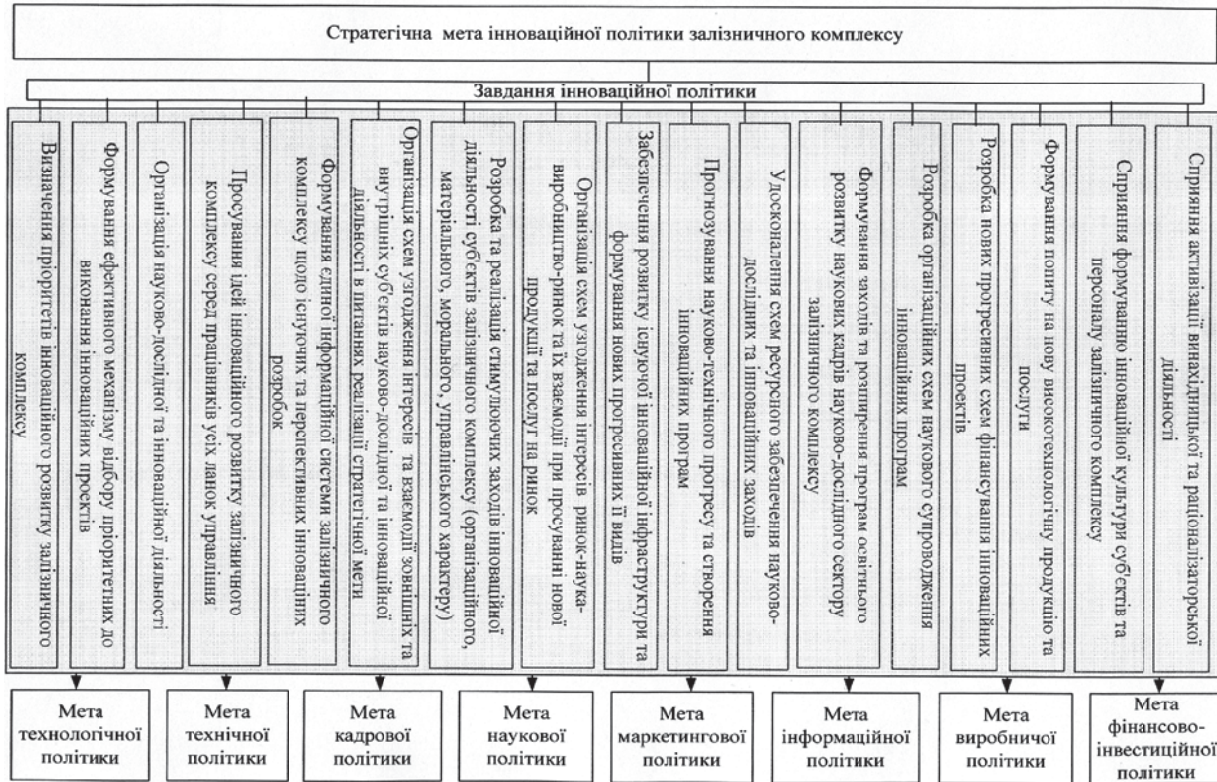 Стратегічна мета інноваційної політики залізничного комплексу
Завдання інноваційної політики
Визначення пріоритетів інноваційного розвитку залізничного
комплексу
Формування ефективного механізму відбору пріоритетних до
виконання інноваційних проектів
Організація науково-дослідної та інноваційної діяльності
Просування ідей інноваційного розвитку залізничного
комплексу серед працівників усіх ланок управління
Формування єдиної інформаційної системи залізничного
комплексу щодо існуючих та перспективних інноваціних
розробок
Організація схем узгодження інтересів та взаємодії зовнішніх та
внутрішніх суб'єктів науково-дослідної та інноваційної
діяльності в питаннях реалізації стратегічної мети
Розробка та реалізація стимулюючих заходів інноваційної
діяльності суб'єктів залізничного комплексу (організаційного,
матеріального, морального, управлінського характеру)
Організація схем узгодження інтересів ринок-наука-
виробництво-ринок та їх взаємодії при просуванні нової
продукції та послуг на ринок
Забезпечення розвитку існуючої інноваційної інфраструктури та
формування нових прогресивних її видів
Прогнозування науково-технічного прогресу та створення
інноваційних програм
Удосконалення схем ресурсного забезпечення науково-
дослідних та інноваційних заходів
Формування заходів та розширення програм освітнього
розвитку наукових кадрів науково-дослідного сектору
залізничного комплексу
Розробка організаційних схем наукового супроводження
інноваційних програм
Розробка нових прогресивних схем фінансування інноваційних
проектів
Формування попиту на нову високотехнологічну продукцію та
послуги
Сприяння формуванню інноваційної культури суб'єктів та
персоналу залізничного комплексу
Сприяння активізації винахідницької та раціоналізаторської
діяльності
Мета
технологічної
політики
Мета
технічної
політики
Мета
кадрової
політики
Мета
наукової
політики
Мета
маркетингової
політики
Мета
інформаційної
політики
Мета
виробничої
політики
Мета
фінансово-
інвестиційної
політики